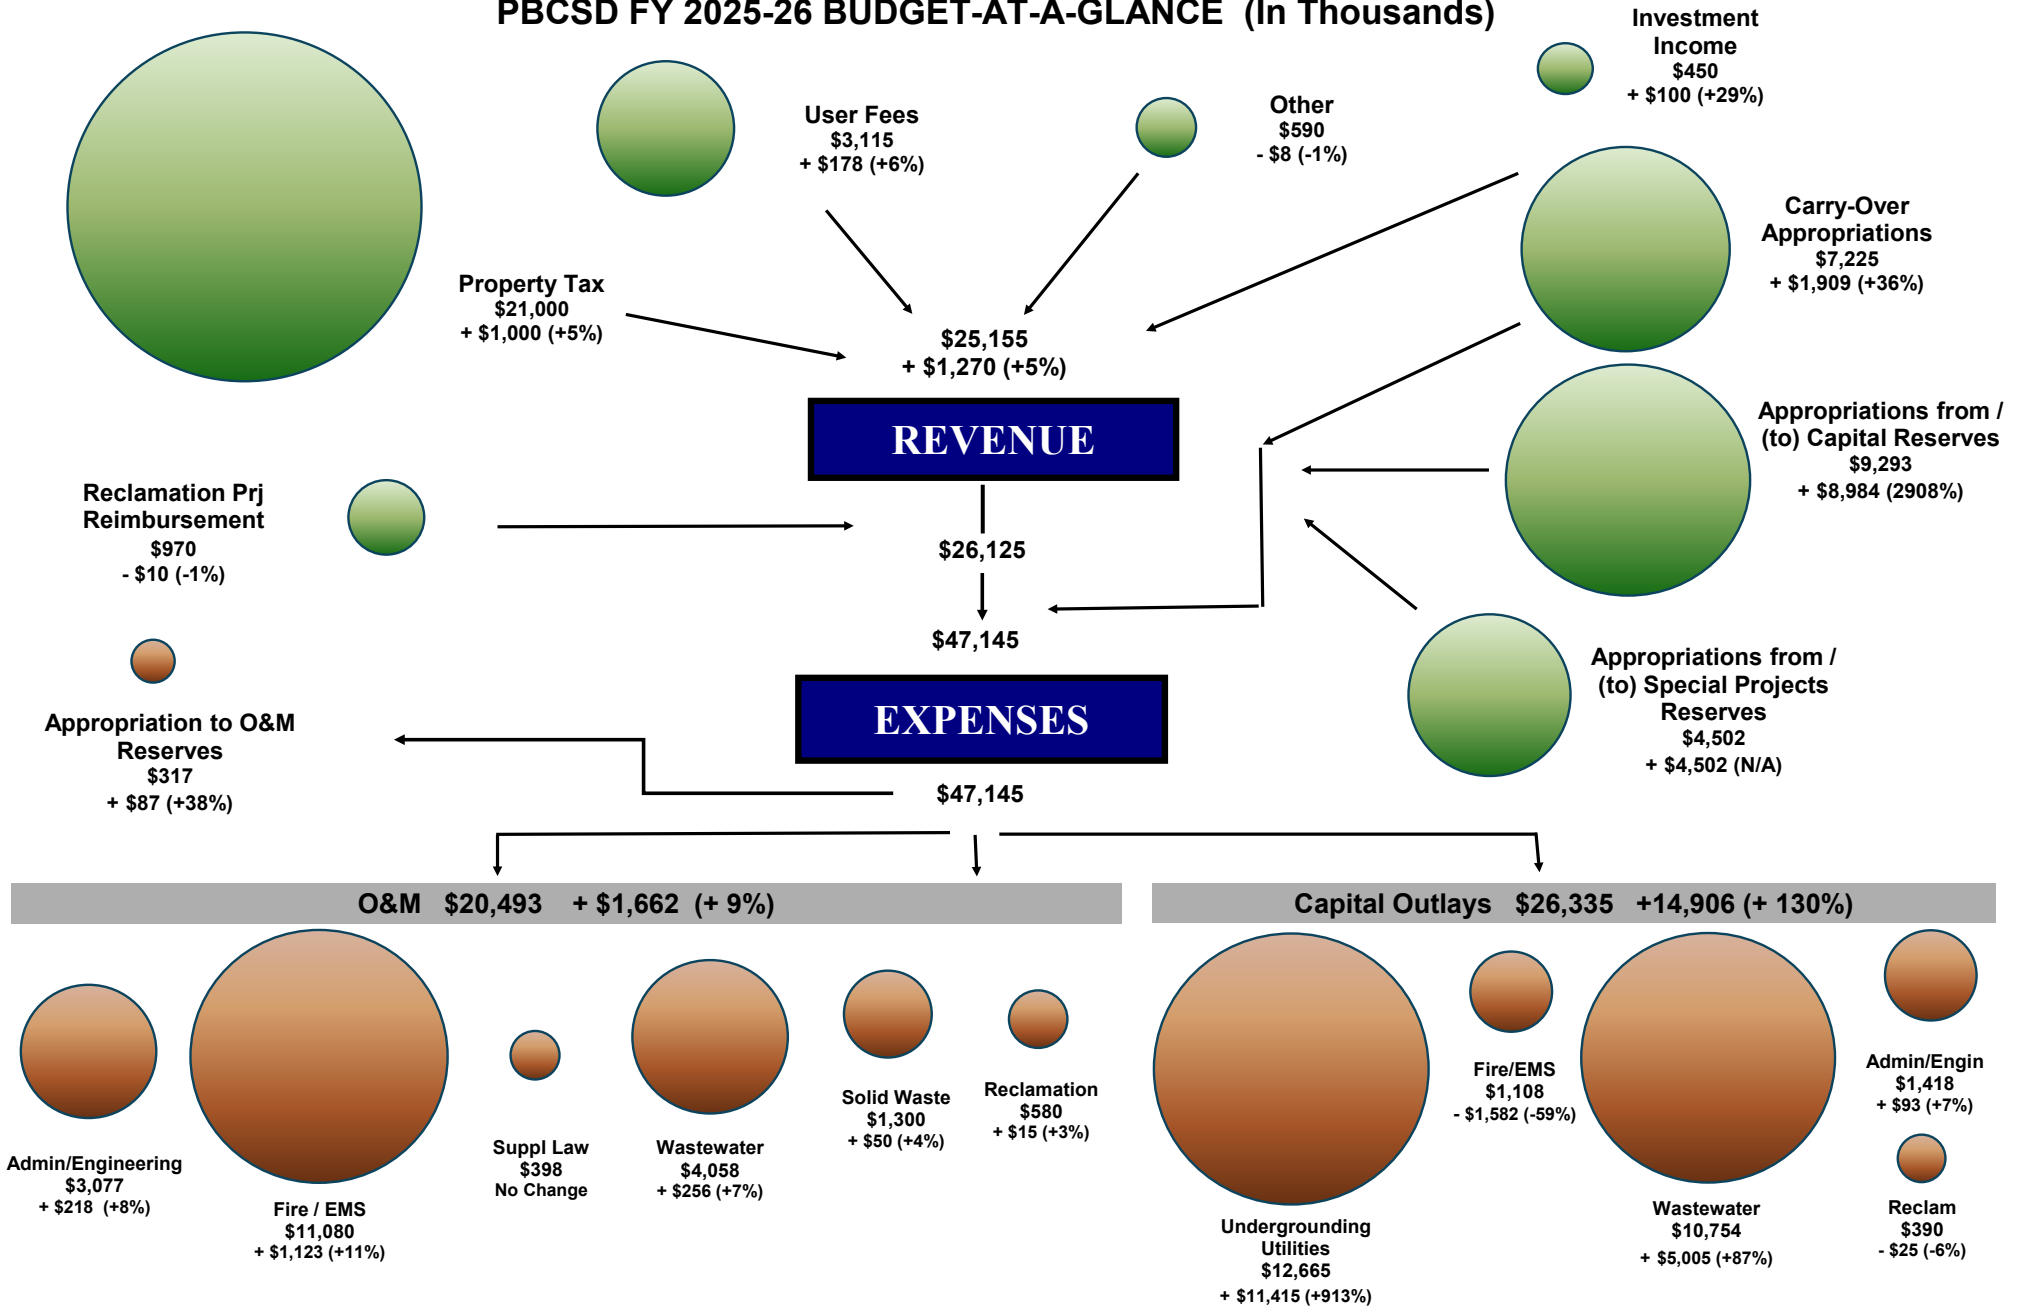 PBCSD FY 2025-26 BUDGET-AT-A-GLANCE (In Thousands)
Investment
Income
$450
+ $100 (+29%)
User Fees
$3,115
+ $178 (+6%)
Other
$590
- $8 (-1%)
Carry-Over
Appropriations
$7,225
+ $1,909 (+36%)
Property Tax
$21,000
+ $1,000 (+5%)
$25,155
+ $1,270 (+5%)
REVENUE
Appropriations from /
(to) Capital Reserves
$9,293
+ $8,984 (2908%)
Reclamation Prj
Reimbursement
$970
- $10 (-1%)
$26,125
$47,145
Appropriations from /
(to) Special Projects
Reserves
$4,502
+ $4,502 (N/A)
EXPENSES
Appropriation to O&M
Reserves
$317
+ $87 (+38%)
$47,145
O&M $20,493 + $1,662 (+ 9%)
Capital Outlays $26,335 +14,906 (+ 130%)
Admin/Engineering
$3,077
+ $218 (+8%)
Fire / EMS
$11,080
+ $1,123 (+11%)
Suppl Law
$398
No Change
Wastewater
$4,058
+ $256 (+7%)
Solid Waste
$1,300
+ $50 (+4%)
Reclamation
$580
+ $15 (+3%)
Undergrounding
Utilities
$12,665
+ $11,415 (+913%)
Fire/EMS
$1,108
- $1,582 (-59%)
Wastewater
$10,754
+ $5,005 (+87%)
Admin/Engin
$1,418
+ $93 (+7%)
Reclam
$390
- $25 (-6%)